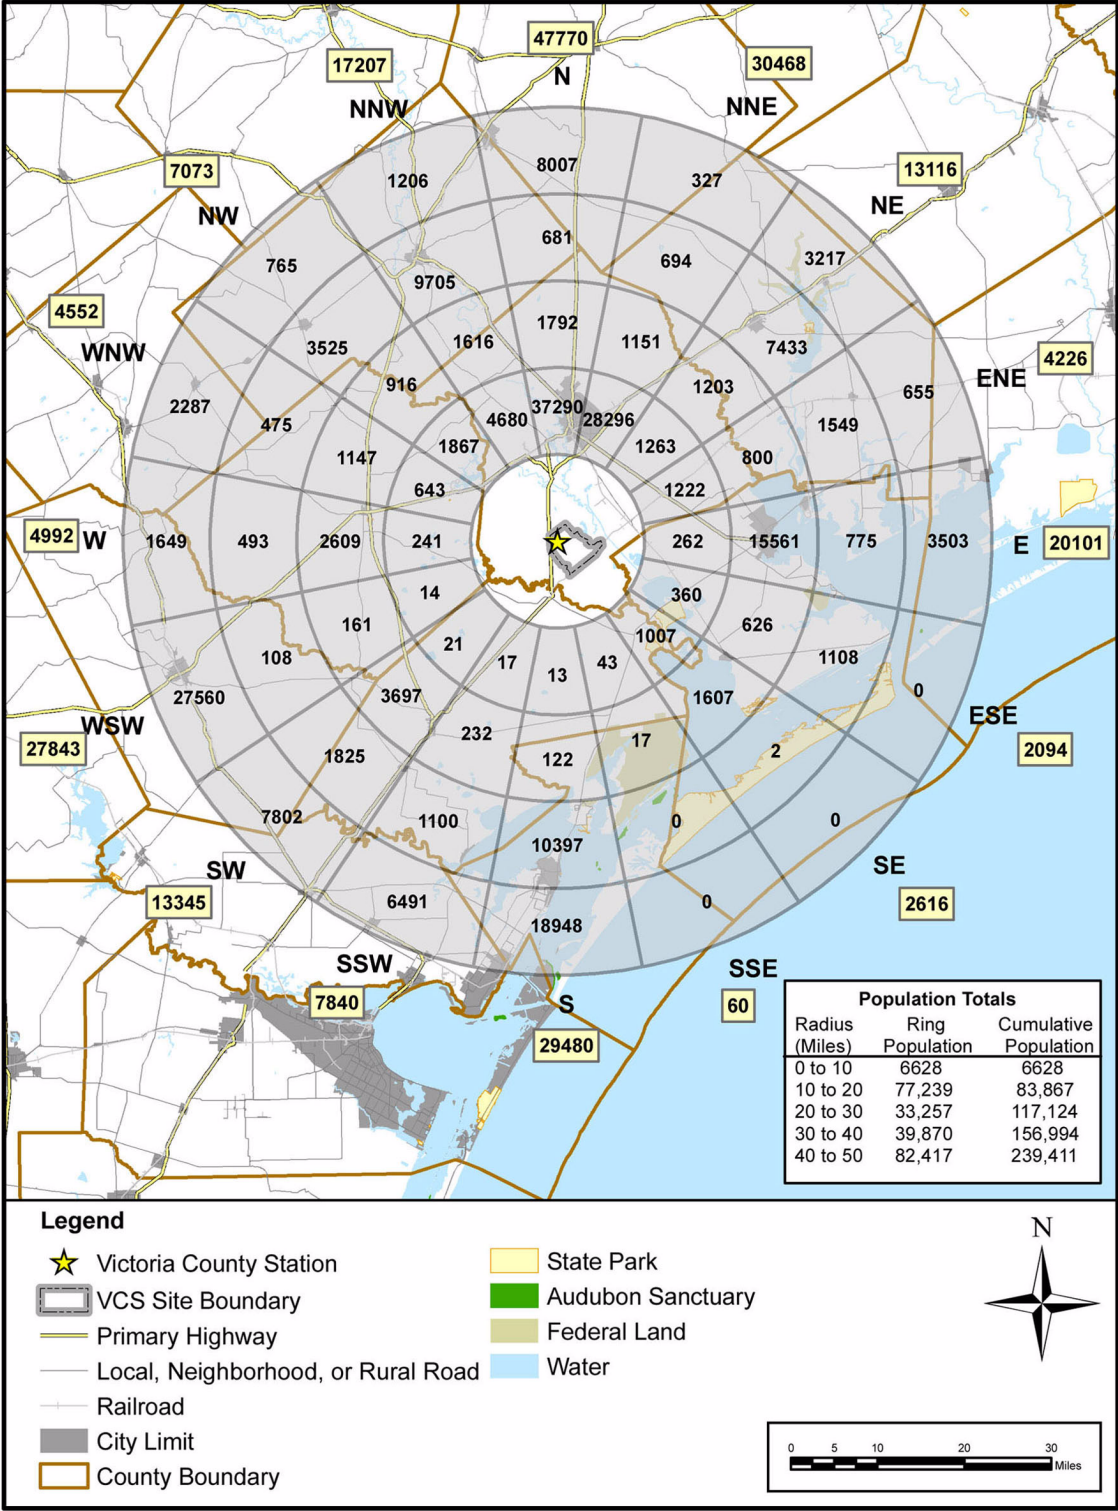 47770
17207
30468
N
NNW
NNE
8007
7073
1206
327
13116
NW
NE
681
765
694
3217
9705
4552
1792
1616
1151
3525
7433
WNW
4226
ENE
916
1203
655
2287
37290
475
4680
28296
1549
1867
1263
1147
800
643
1222
4992
W
1649
493
2609
241
262
15561
775
3503
E
20101
14
360
161
626
1007
21
108
17
43
1108
13
27560
3697
1607
0
WSW
ESE
27843
232
17
2094
1825
122
2
7802
1100
0
0
10397
SW
SE
13345
6491
0
2616
18948
SSW
SSE
7840
S
60
29480
Population Totals
Radius Ring Cumulative
(Miles) Population Population
0 to 10 6628 6628
10 to 20 77,239 83,867
20 to 30 33,257 117,124
30 to 40 39,870 156,994
40 to 50 82,417 239,411
Legend
Victoria County Station
VCS Site Boundary
Primary Highway
Local, Neighborhood, or Rural Road
Railroad
City Limit
County Boundary
State Park
Audubon Sanctuary
Federal Land
Water
N
0 5 10 20 30
Miles